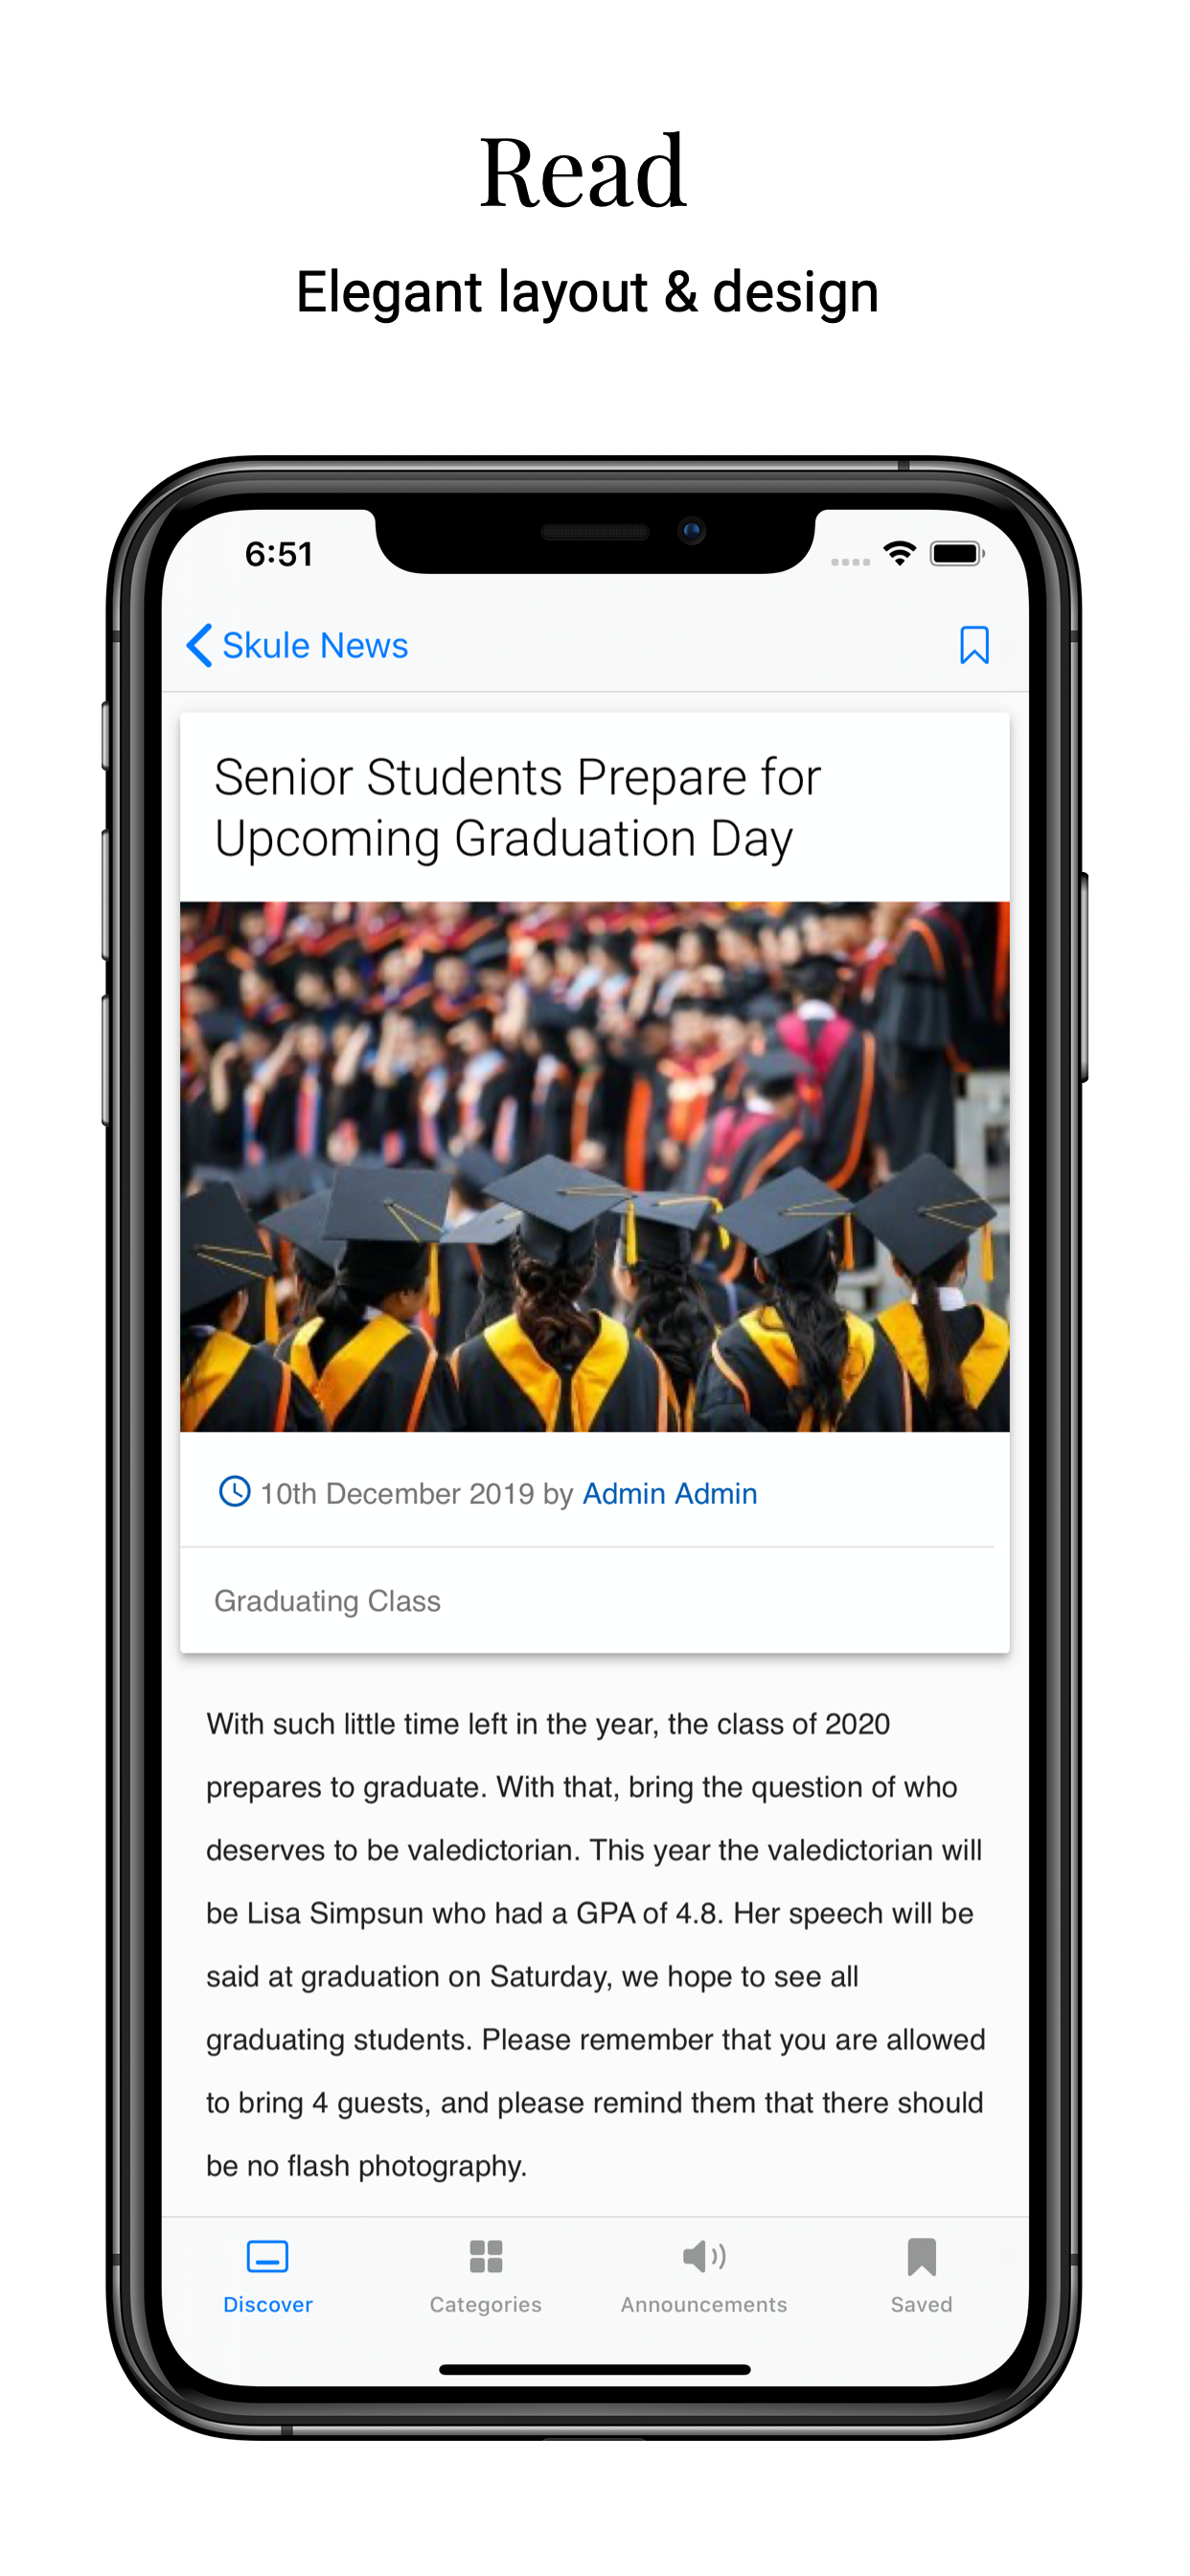 Read
Elegant layout & design
6:51
Skule News
Senior Students Prepare for
Upcoming Graduation Day
10th December 2019 by Admin Admin
Graduating Class
With such little time left in the year, the class of 2020
prepares to graduate. With that, bring the question of who
deserves to be valedictorian. This year the valedictorian will
be Lisa Simpsun who had a GPA of 4.8. Her speech will be
said at graduation on Saturday, we hope to see all
graduating students. Please remember that you are allowed
to bring 4 guests, and please remind them that there should
be no flash photography.
Discover
Categories
Announcements
Saved